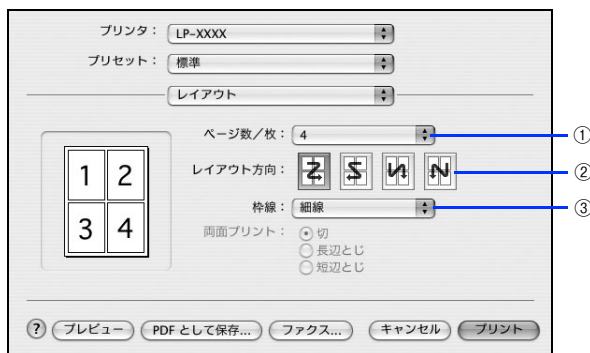 プリンタ： LP-XXXX
プリセット： 標準
レイアウト
ページ数／枚： 4 ①
レイアウト方向： ②
枠線： 細線 ③
両面プリント： 切
長辺とじ
短辺とじ
1 2
3 4
? プレビュー PDF として保存... ファクス... キャンセル プリント